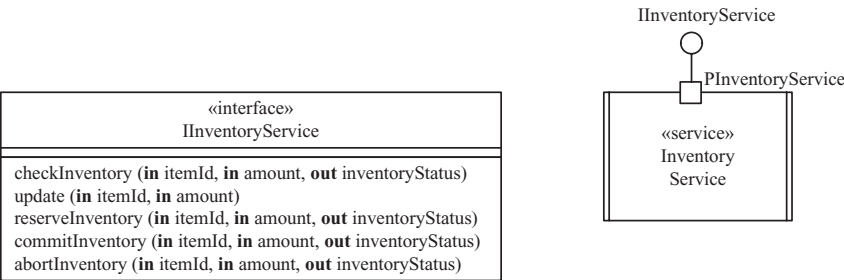 IInventoryService
PInventoryService
«interface»
IInventoryService
checkInventory (in itemId, in amount, out inventoryStatus)
update (in itemId, in amount)
reserveInventory (in itemId, in amount, out inventoryStatus)
commitInventory (in itemId, in amount, out inventoryStatus)
abortInventory (in itemId, in amount, out inventoryStatus)
«service»
Inventory
Service